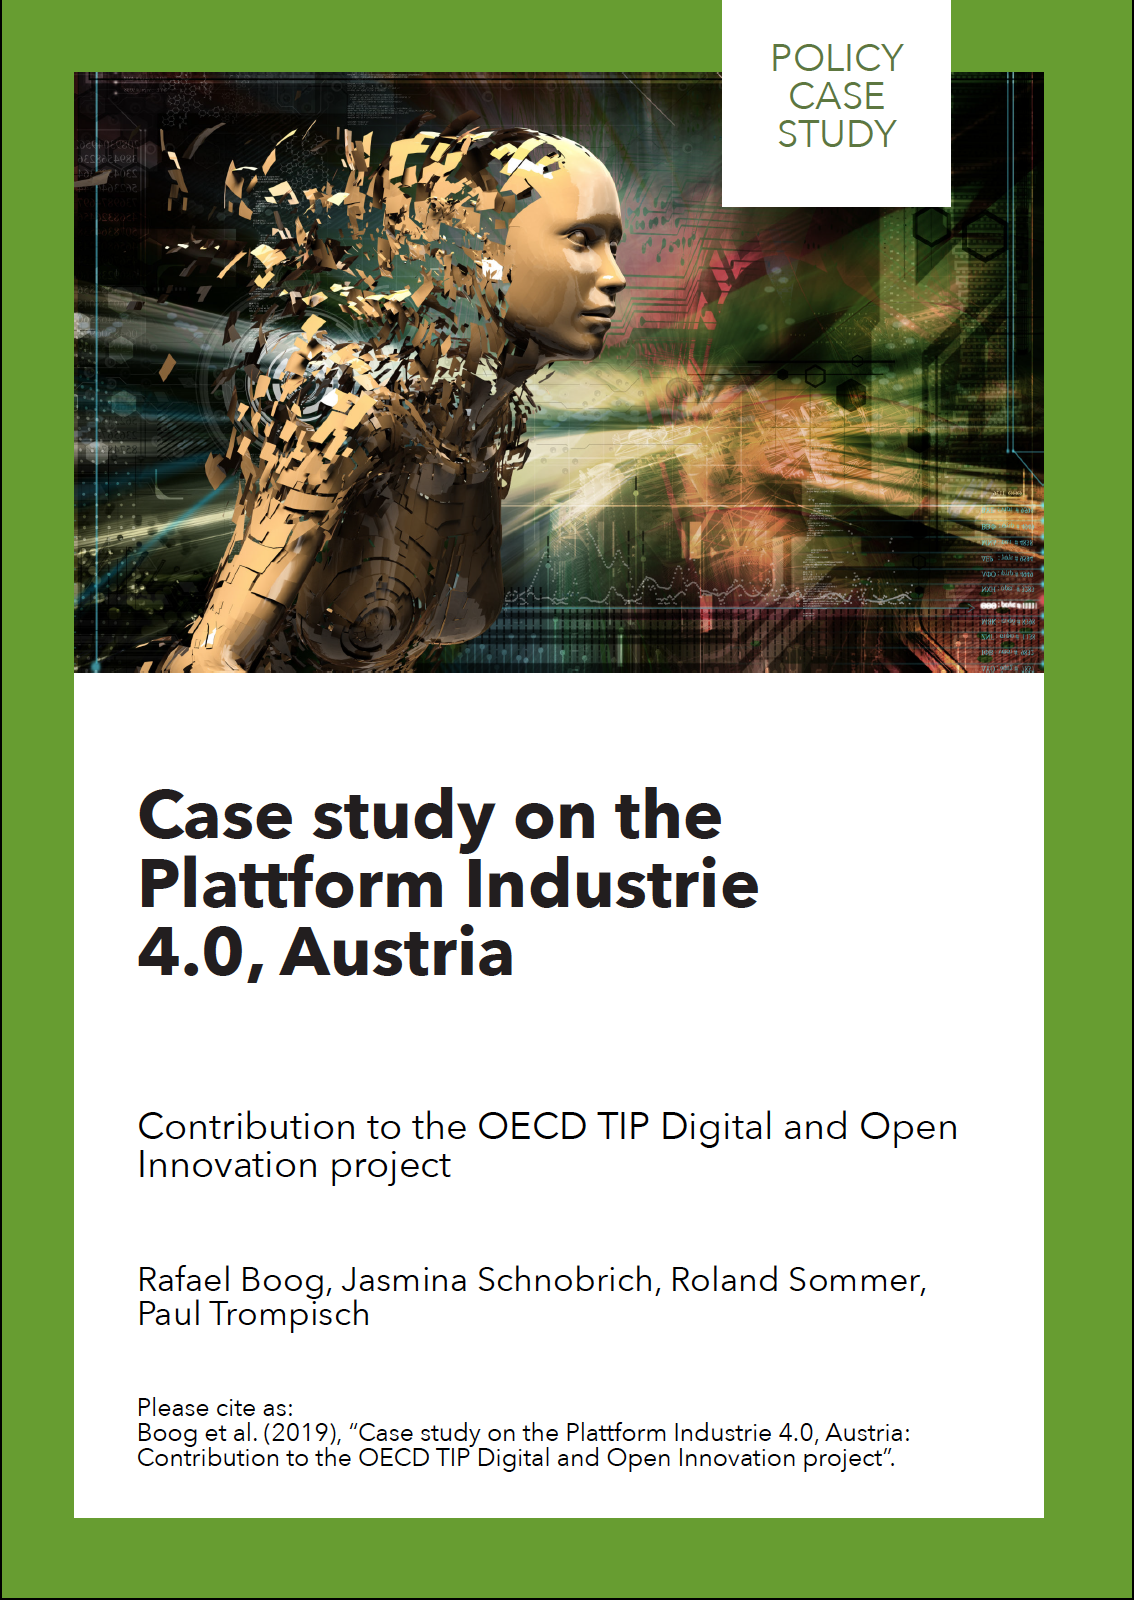 POLICY
CASE
STUDY
Case study on the
Plattform Industrie
4.0, Austria
Contribution to the OECD TIP Digital and Open
Innovation project
Rafael Boog, Jasmina Schnobrich, Roland Sommer,
Paul Trompisch
Please cite as:
Boog et al. (2019), “Case study on the Plattform Industrie 4.0, Austria:
Contribution to the OECD TIP Digital and Open Innovation project”.